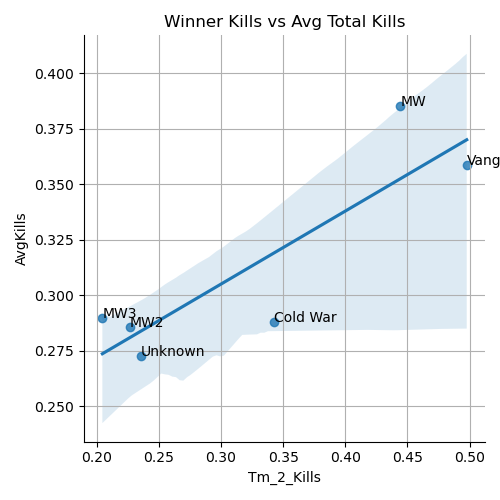 Winner Kills vs Avg Total Kills
0.400
0.375
0.350
0.325
0.300
0.275
0.250
AvgKills
MW
Vang
MW3
MW2
Cold War
Unknown
0.20 0.25 0.30 0.35 0.40 0.45 0.50
Tm_2_Kills